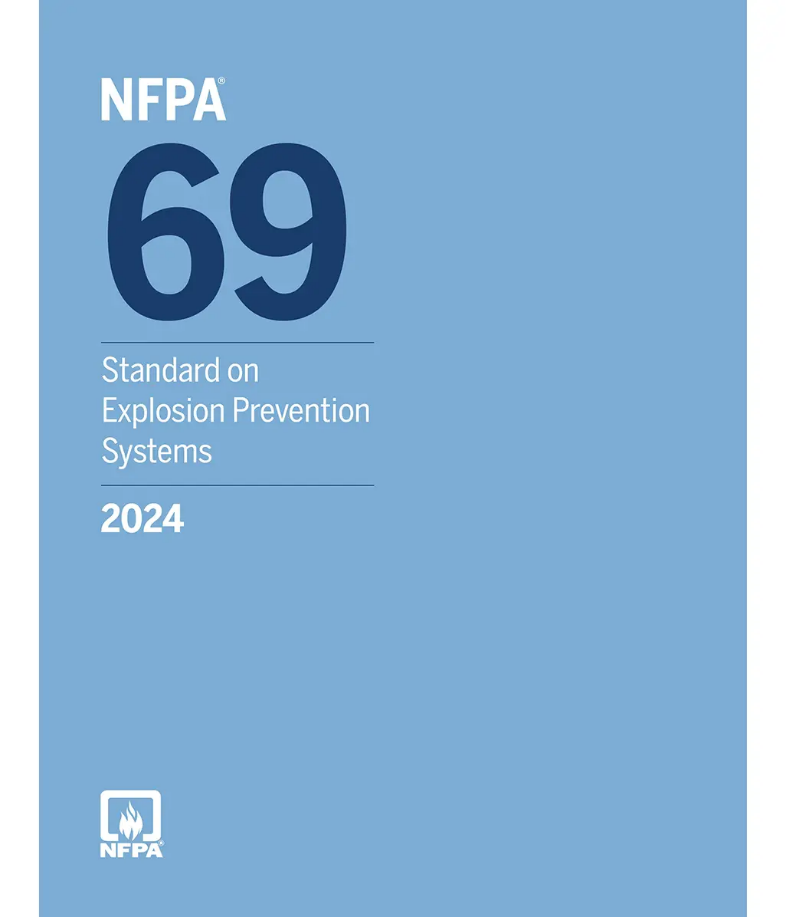 NFPA®
69
Standard on
Explosion Prevention
Systems
2024
NFPA®